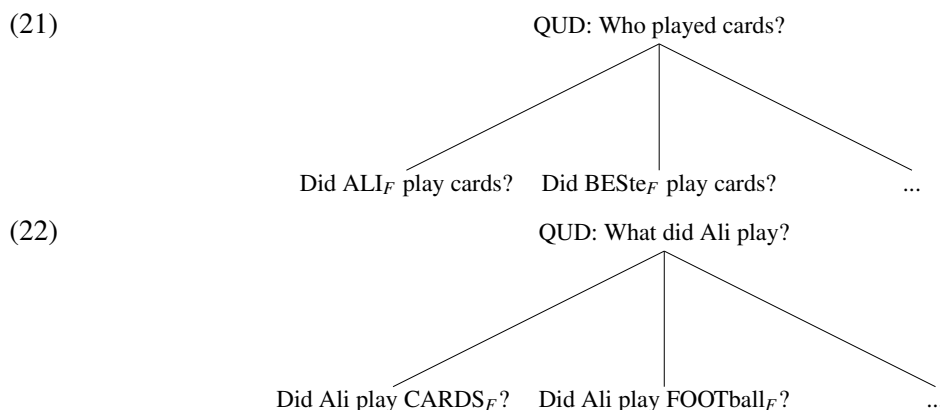 (21) QUD: Who played cards?
Did ALI_F play cards? Did BESte_F play cards? ...
(22) QUD: What did Ali play?
Did Ali play CARDS_F? Did Ali play FOOTball_F? ..